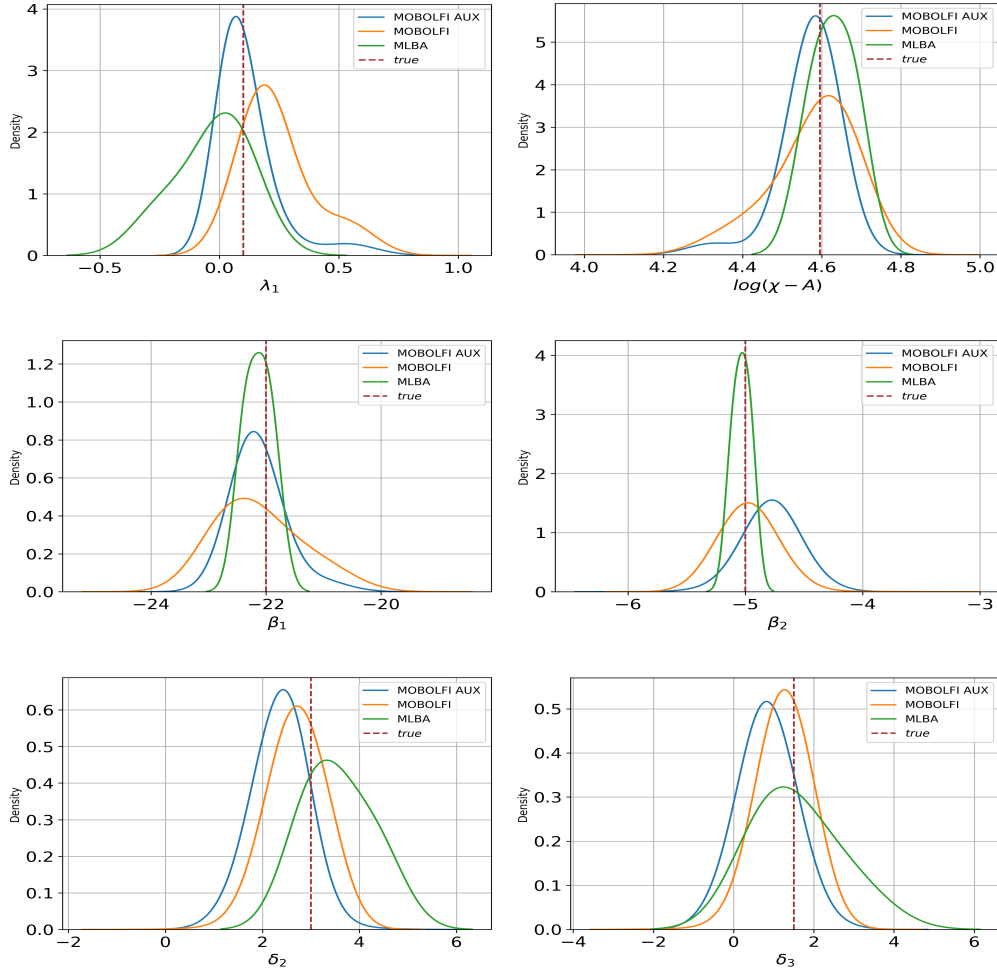 4
3
2
1
0
Density
−0.5
0.0
0.5
1.0
λ₁
MOBOLFI AUX
MOBOLFI
MLBA
true
5
4
3
2
1
0
Density
4.0
4.2
4.4
4.6
4.8
5.0
log(χ − A)
MOBOLFI AUX
MOBOLFI
MLBA
true
1.2
1.0
0.8
0.6
0.4
0.2
0.0
Density
−24
−22
−20
β₁
MOBOLFI AUX
MOBOLFI
MLBA
true
4
3
2
1
0
Density
−6
−5
−4
−3
β₂
MOBOLFI AUX
MOBOLFI
MLBA
true
0.6
0.5
0.4
0.3
0.2
0.1
0.0
Density
−2
0
2
4
6
δ₂
MOBOLFI AUX
MOBOLFI
MLBA
true
0.5
0.4
0.3
0.2
0.1
0.0
Density
−4
−2
0
2
4
6
δ₃
MOBOLFI AUX
MOBOLFI
MLBA
true